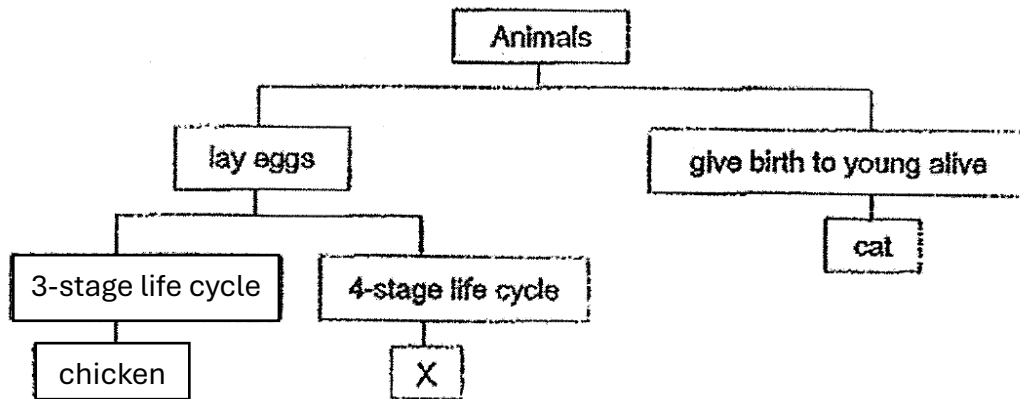 Animals
lay eggs
give birth to young alive
cat
3-stage life cycle
4-stage life cycle
chicken
X